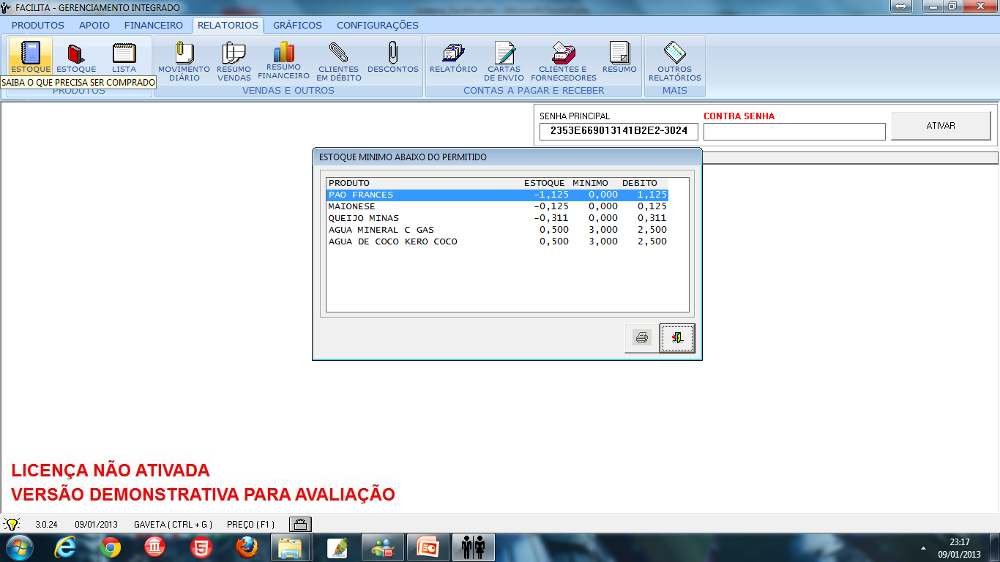 FACILITA - GERENCIAMENTO INTEGRADO
PRODUTOS APOIO FINANCEIRO RELATORIOS GRÁFICOS CONFIGURAÇÕES
ESTOQUE ESTOQUE LISTA
SAIBA O QUE PRECISA SER COMPRADO
PRODUTOS
MOVIMENTO DIÁRIO
RESUMO VENDAS
RESUMO FINANCEIRO
CLIENTES EM DÉBITO
DESCONTOS
VENDAS E OUTROS
RELATÓRIO
CARTAS DE ENVIO
CLIENTES E FORNECEDORES
RESUMO
CONTAS A PAGAR E RECEBER
OUTROS RELATÓRIOS
MAIS
SENHA PRINCIPAL CONTRA SENHA
2353E669013141B2E2-3024
ATIVAR
ESTOQUE MINIMO ABAIXO DO PERMITIDO
PRODUTO ESTOQUE MINIMO DEBITO
PAO FRANCES -1,125 0,000 1,125
MAIONESE -0,125 0,000 0,125
QUEIJO MINAS -0,311 0,000 0,311
AGUA MINERAL C GAS 0,500 3,000 2,500
AGUA DE COCO KERO COCO 0,500 3,000 2,500
LICENÇA NÃO ATIVADA
VERSÃO DEMONSTRATIVA PARA AVALIAÇÃO
3.0.24 09/01/2013 GAVETA ( CTRL + G ) PREÇO ( F1 )
23:17
09/01/2013